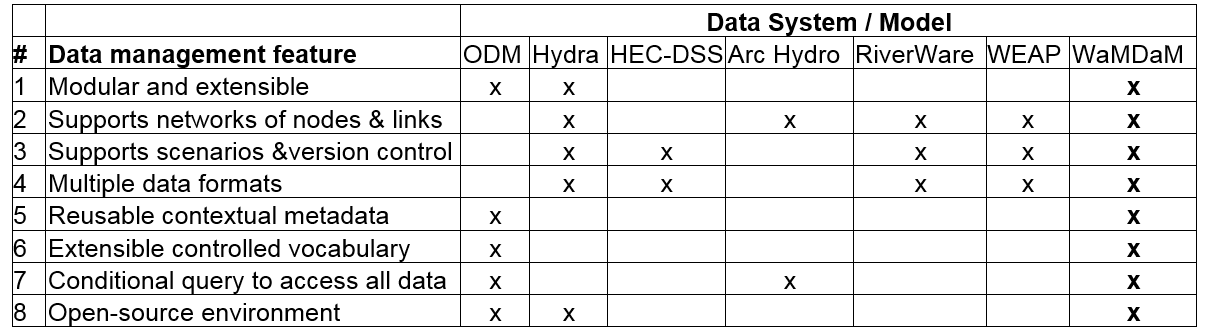 Data System / Model
# Data management feature ODM Hydra HEC-DSS Arc Hydro RiverWare WEAP WaMDaM
1 Modular and extensible x x x
2 Supports networks of nodes & links x x x x x
3 Supports scenarios &version control x x x x x
4 Multiple data formats x x x x x
5 Reusable contextual metadata x x
6 Extensible controlled vocabulary x x
7 Conditional query to access all data x x x
8 Open-source environment x x x